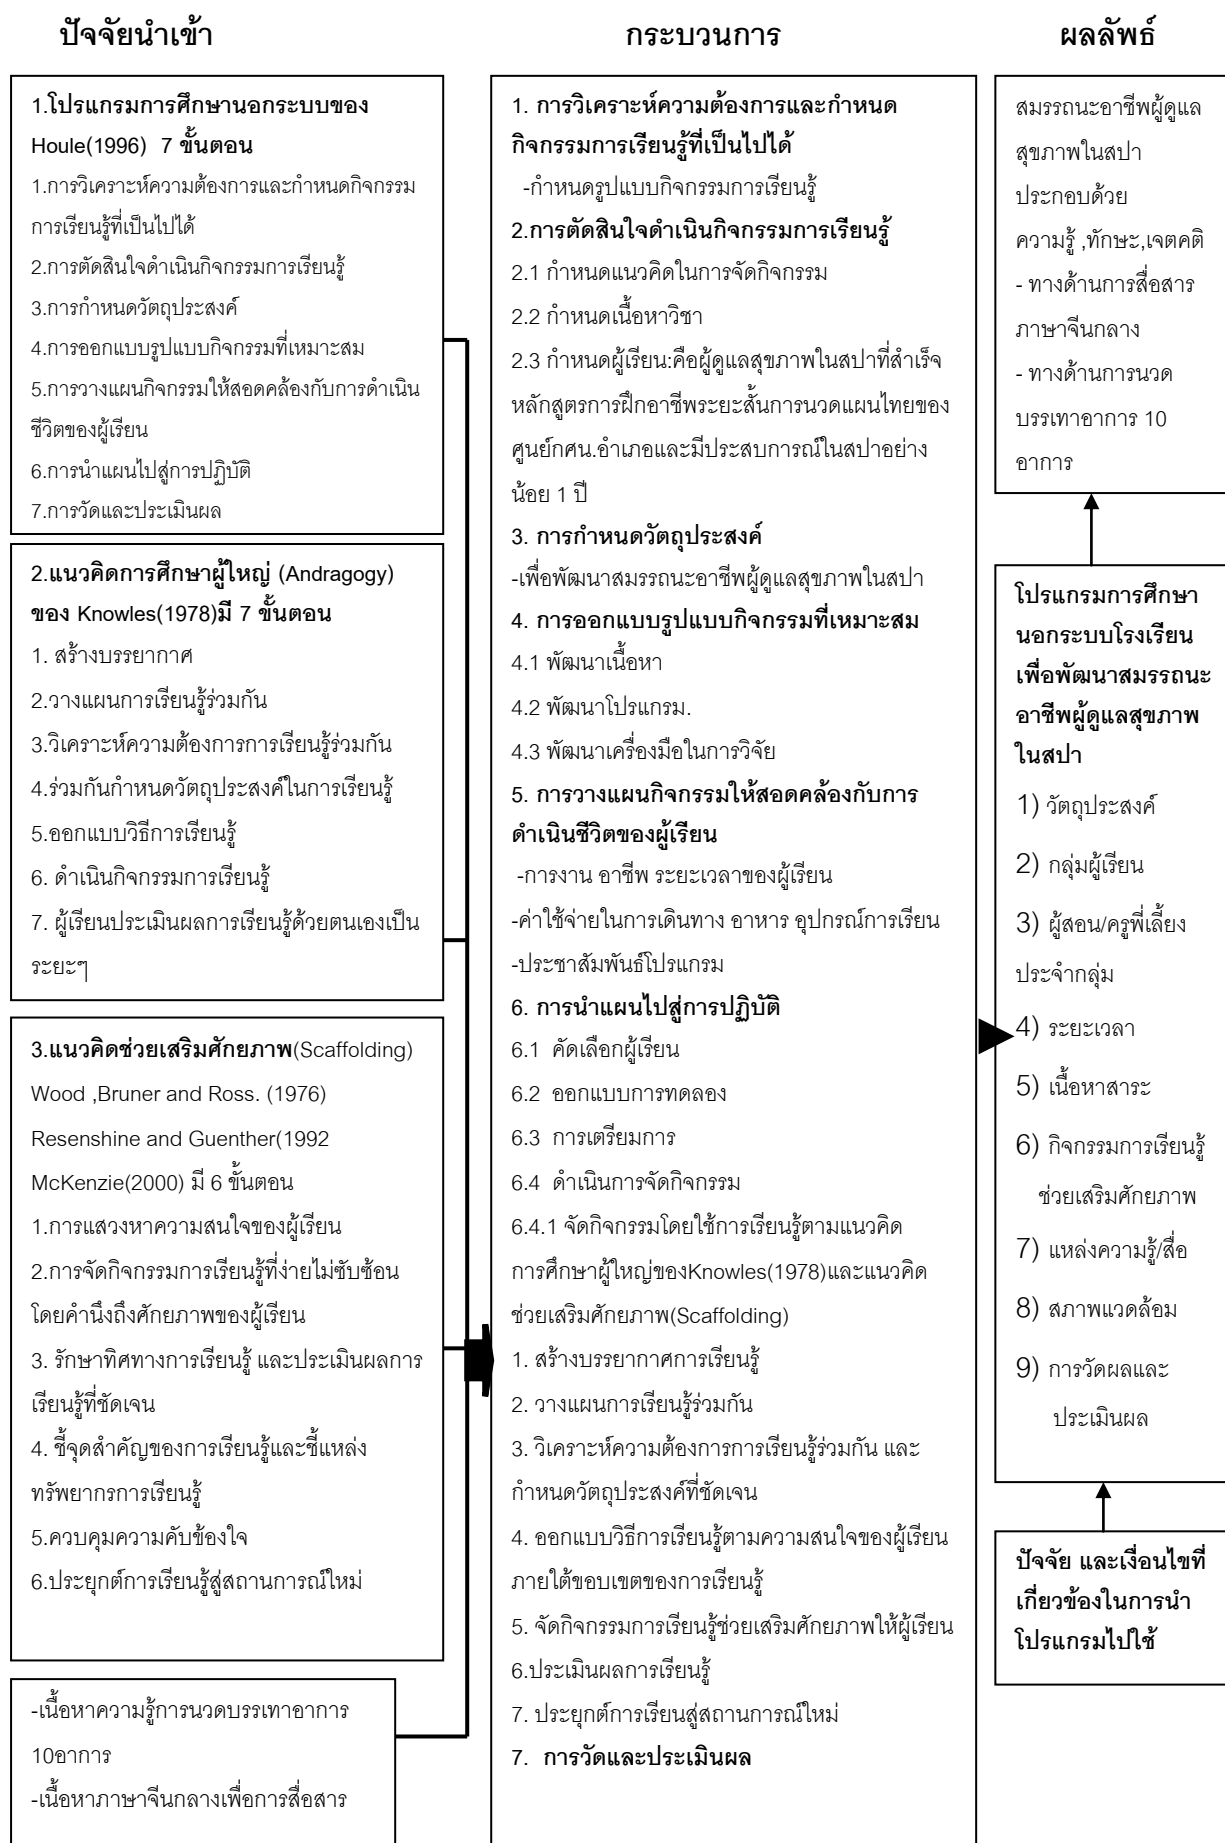 ปัจจัยนำเข้า
กระบวนการ
ผลลัพธ์
1.โปรแกรมการศึกษานอกระบบของ
Houle(1996)  7 ขั้นตอน
1.การวิเคราะห์ความต้องการและกำหนดกิจกรรม
การเรียนรู้ที่เป็นไปได้
2.การตัดสินใจดำเนินกิจกรรมการเรียนรู้
3.การกำหนดวัตถุประสงค์
4.การออกแบบรูปแบบกิจกรรมที่เหมาะสม
5.การวางแผนกิจกรรมให้สอดคล้องกับการดำเนิน
ชีวิตของผู้เรียน
6.การนำแผนไปสู่การปฏิบัติ
7.การวัดและประเมินผล
2.แนวคิดการศึกษาผู้ใหญ่ (Andragogy)
ของ Knowles(1978)มี 7 ขั้นตอน
1. สร้างบรรยากาศ
2.วางแผนการเรียนรู้ร่วมกัน
3.วิเคราะห์ความต้องการการเรียนรู้ร่วมกัน
4.ร่วมกันกำหนดวัตถุประสงค์ในการเรียนรู้
5.ออกแบบวิธีการเรียนรู้
6. ดำเนินกิจกรรมการเรียนรู้
7. ผู้เรียนประเมินผลการเรียนรู้ด้วยตนเองเป็น
ระยะๆ
3.แนวคิดช่วยเสริมศักยภาพ(Scaffolding)
Wood ,Bruner and Ross. (1976)
Resenshine and Guenther(1992
McKenzie(2000) มี 6 ขั้นตอน
1.การแสวงหาความสนใจของผู้เรียน
2.การจัดกิจกรรมการเรียนรู้ที่ง่ายไม่ซับซ้อน
โดยคำนึงถึงศักยภาพของผู้เรียน
3. รักษาทิศทางการเรียนรู้ และประเมินผลการ
เรียนรู้ที่ชัดเจน
4. ชี้จุดสำคัญของการเรียนรู้และชี้แหล่ง
ทรัพยากรการเรียนรู้
5.ควบคุมความคับข้องใจ
6.ประยุกต์การเรียนรู้สู่สถานการณ์ใหม่
-เนื้อหาความรู้การนวดบรรเทาอาการ
10อาการ
-เนื้อหาภาษาจีนกลางเพื่อการสื่อสาร
1. การวิเคราะห์ความต้องการและกำหนด
กิจกรรมการเรียนรู้ที่เป็นไปได้
-กำหนดรูปแบบกิจกรรมการเรียนรู้
2.การตัดสินใจดำเนินกิจกรรมการเรียนรู้
2.1 กำหนดแนวคิดในการจัดกิจกรรม
2.2 กำหนดเนื้อหาวิชา
2.3 กำหนดผู้เรียน:คือผู้ดูแลสุขภาพในสปาที่สำเร็จ
หลักสูตรการฝึกอาชีพระยะสั้นการนวดแผนไทยของ
ศูนย์กศน.อำเภอและมีประสบการณ์ในสปาอย่าง
น้อย 1 ปี
3. การกำหนดวัตถุประสงค์
-เพื่อพัฒนาสมรรถนะอาชีพผู้ดูแลสุขภาพในสปา
4. การออกแบบรูปแบบกิจกรรมที่เหมาะสม
4.1 พัฒนาเนื้อหา
4.2 พัฒนาโปรแกรม.
4.3 พัฒนาเครื่องมือในการวิจัย
5. การวางแผนกิจกรรมให้สอดคล้องกับการ
ดำเนินชีวิตของผู้เรียน
-การงาน อาชีพ ระยะเวลาของผู้เรียน
-ค่าใช้จ่ายในการเดินทาง อาหาร อุปกรณ์การเรียน
-ประชาสัมพันธ์โปรแกรม
6. การนำแผนไปสู่การปฏิบัติ
6.1  คัดเลือกผู้เรียน
6.2  ออกแบบการทดลอง
6.3  การเตรียมการ
6.4  ดำเนินการจัดกิจกรรม
6.4.1 จัดกิจกรรมโดยใช้การเรียนรู้ตามแนวคิด
การศึกษาผู้ใหญ่ของKnowles(1978)และแนวคิด
ช่วยเสริมศักยภาพ(Scaffolding)
1. สร้างบรรยากาศการเรียนรู้
2. วางแผนการเรียนรู้ร่วมกัน
3. วิเคราะห์ความต้องการการเรียนรู้ร่วมกัน และ
กำหนดวัตถุประสงค์ที่ชัดเจน
4. ออกแบบวิธีการเรียนรู้ตามความสนใจของผู้เรียน
ภายใต้ขอบเขตของการเรียนรู้
5. จัดกิจกรรมการเรียนรู้ช่วยเสริมศักยภาพให้ผู้เรียน
6.ประเมินผลการเรียนรู้
7. ประยุกต์การเรียนสู่สถานการณ์ใหม่
7.  การวัดและประเมินผล
สมรรถนะอาชีพผู้ดูแล
สุขภาพในสปา
ประกอบด้วย
ความรู้ ,ทักษะ,เจตคติ
- ทางด้านการสื่อสาร
ภาษาจีนกลาง
- ทางด้านการนวด
บรรเทาอาการ 10
อาการ
โปรแกรมการศึกษา
นอกระบบโรงเรียน
เพื่อพัฒนาสมรรถนะ
อาชีพผู้ดูแลสุขภาพ
ในสปา
1) วัตถุประสงค์
2) กลุ่มผู้เรียน
3) ผู้สอน/ครูพี่เลี้ยง
ประจำกลุ่ม
4) ระยะเวลา
5) เนื้อหาสาระ
6) กิจกรรมการเรียนรู้
ช่วยเสริมศักยภาพ
7) แหล่งความรู้/สื่อ
8) สภาพแวดล้อม
9) การวัดผลและ
ประเมินผล
ปัจจัย และเงื่อนไขที่
เกี่ยวข้องในการนำ
โปรแกรมไปใช้